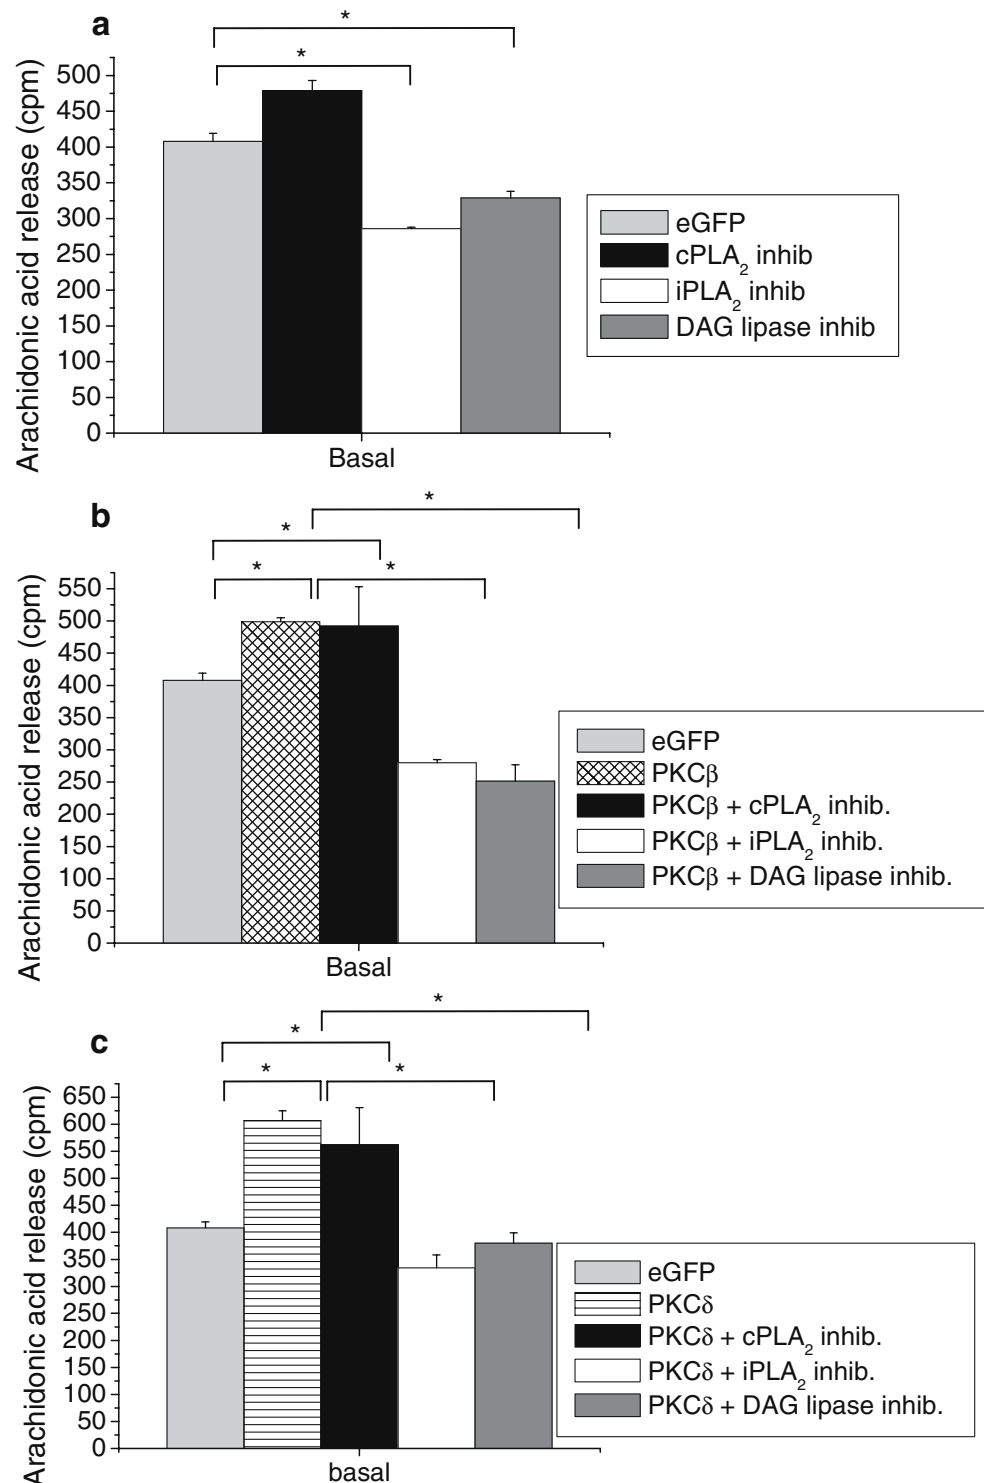 a
*
*
Arachidonic acid release (cpm)
500
450
400
350
300
250
200
150
100
50
0
Basal
eGFP
cPLA2 inhib
iPLA2 inhib
DAG lipase inhib
b
*
*
*
*
Arachidonic acid release (cpm)
550
500
450
400
350
300
250
200
150
100
50
0
Basal
eGFP
PKCβ
PKCβ + cPLA2 inhib.
PKCβ + iPLA2 inhib.
PKCβ + DAG lipase inhib.
c
*
*
*
*
Arachidonic acid release (cpm)
650
600
550
500
450
400
350
300
250
200
150
100
50
0
basal
eGFP
PKCδ
PKCδ + cPLA2 inhib.
PKCδ + iPLA2 inhib.
PKCδ + DAG lipase inhib.